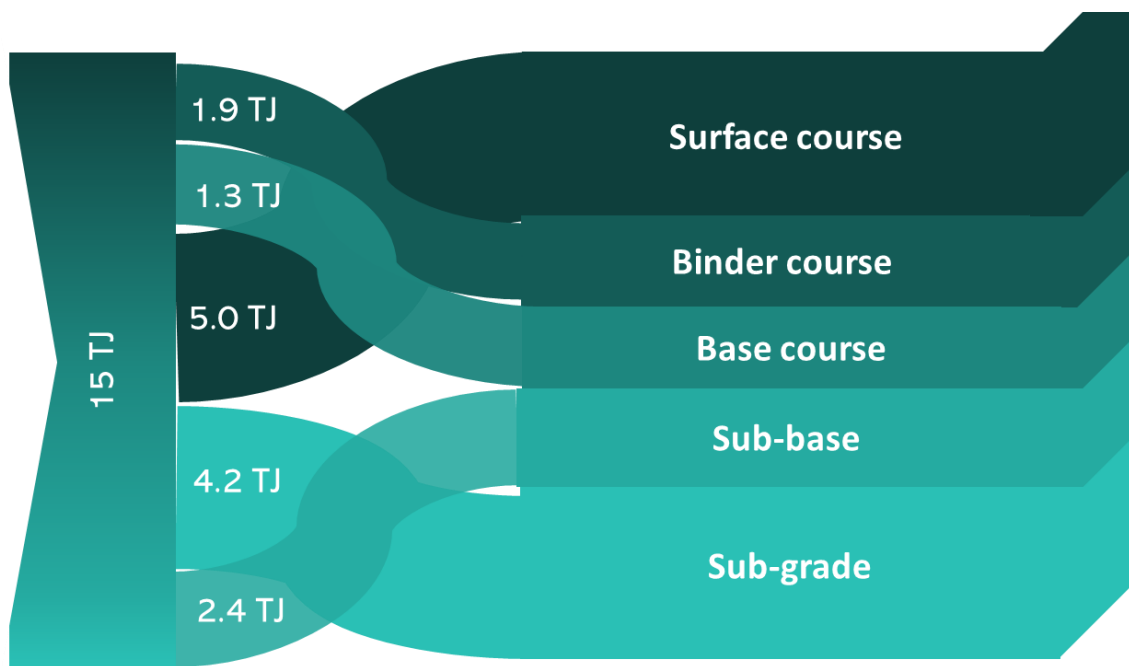 15 TJ
1.9 TJ
1.3 TJ
5.0 TJ
4.2 TJ
2.4 TJ
Surface course
Binder course
Base course
Sub-base
Sub-grade